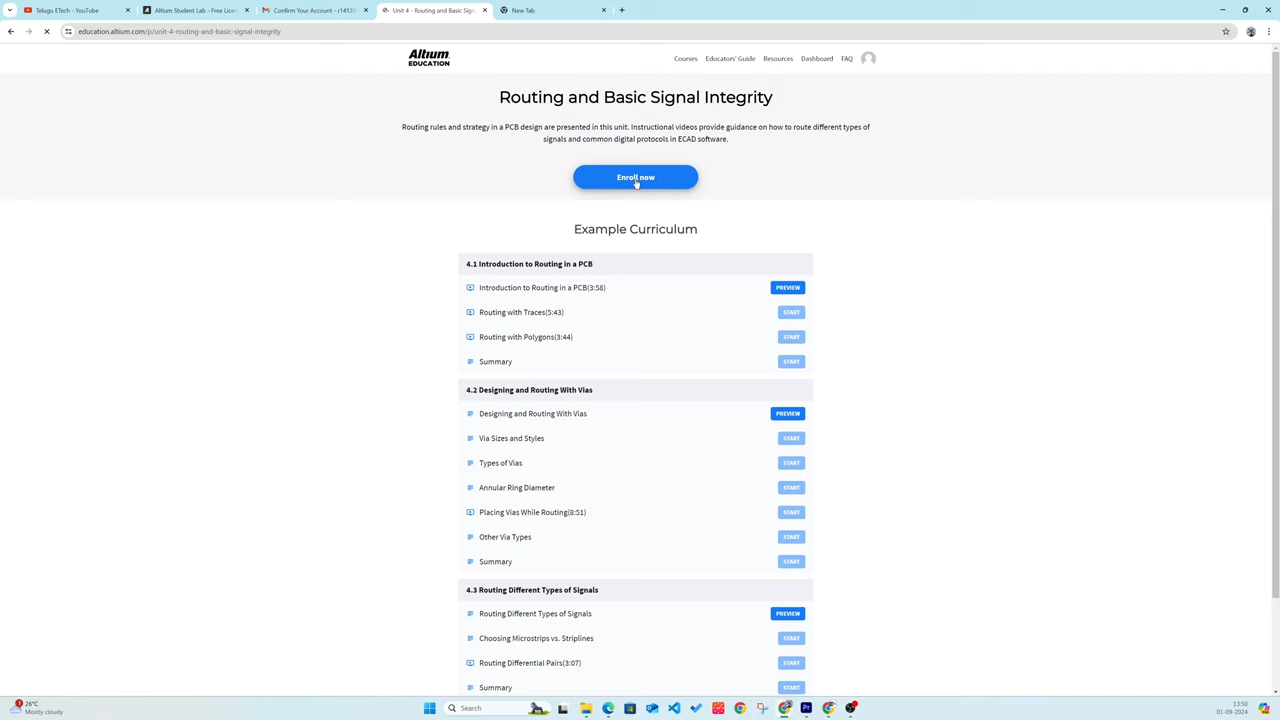 Telugu ETech - YouTube
Altium Student Lab - Free Licen
Confirm Your Account - r14139
Unit 4 - Routing and Basic Sign
New Tab
education.altium.com/p/unit-4-routing-and-basic-signal-integrity
Altium
EDUCATION
Courses Educators' Guide Resources Dashboard FAQ
Routing and Basic Signal Integrity
Routing rules and strategy in a PCB design are presented in this unit. Instructional videos provide guidance on how to route different types of
signals and common digital protocols in ECAD software.
Enroll now
Example Curriculum
4.1 Introduction to Routing in a PCB
Introduction to Routing in a PCB(3:58) PREVIEW
Routing with Traces(5:43) START
Routing with Polygons(3:44) START
Summary START
4.2 Designing and Routing With Vias
Designing and Routing With Vias PREVIEW
Via Sizes and Styles START
Types of Vias START
Annular Ring Diameter START
Placing Vias While Routing(8:51) START
Other Via Types START
Summary START
4.3 Routing Different Types of Signals
Routing Different Types of Signals PREVIEW
Choosing Microstrips vs. Striplines START
Routing Differential Pairs(3:07) START
Summary START
26°C
Mostly cloudy
Search
13:50
01-09-2024